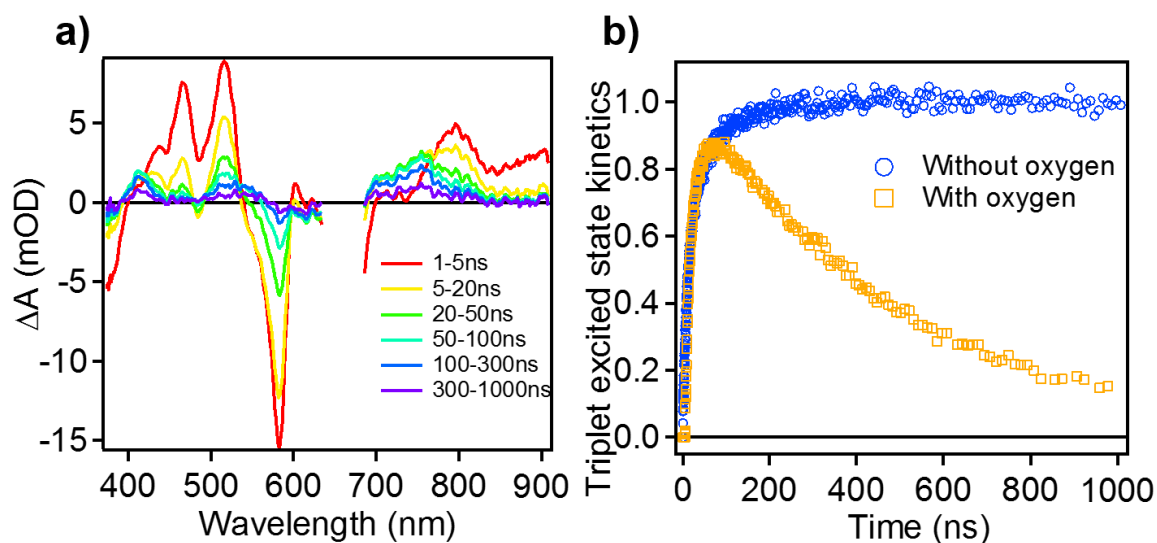 a)
ΔA (mOD)
5
0
-5
-10
-15
1-5ns
5-20ns
20-50ns
50-100ns
100-300ns
300-1000ns
400 500 600 700 800 900
Wavelength (nm)
b)
Triplet excited state kinetics
1.0
0.8
0.6
0.4
0.2
0.0
Without oxygen
With oxygen
0 200 400 600 800 1000
Time (ns)